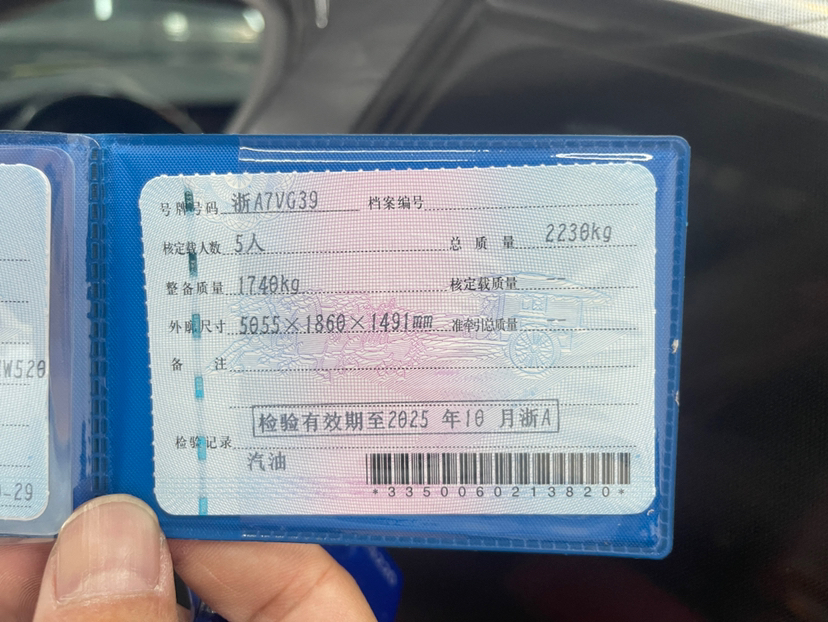 号牌号码 浙A7VG39 档案编号
核定载人数 5人 总质量 2230kg
整备质量 1740kg 核定载质量
外廓尺寸 5055×1860×1491mm 准牵引总质量
备注
检验有效期至2025年10月浙A
检验记录
汽油
*3350060213820*
W520
-29